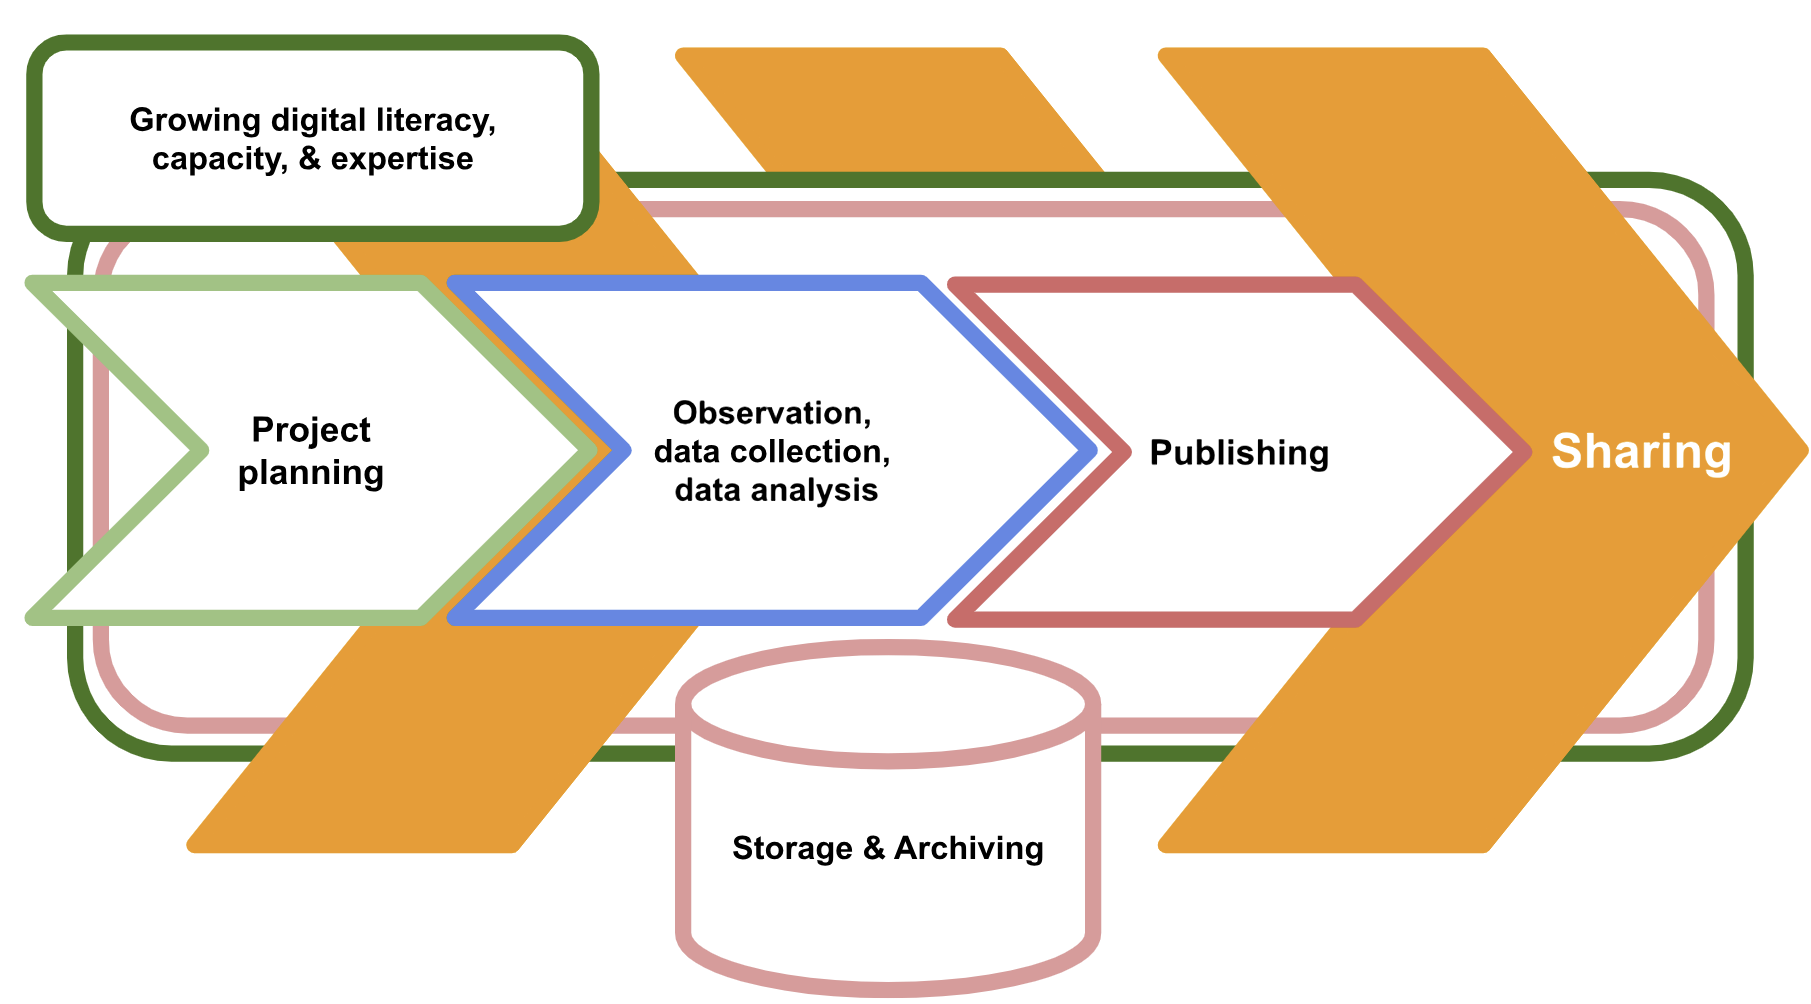 Growing digital literacy,
capacity, & expertise
Project
planning
Observation,
data collection,
data analysis
Publishing
Sharing
Storage & Archiving